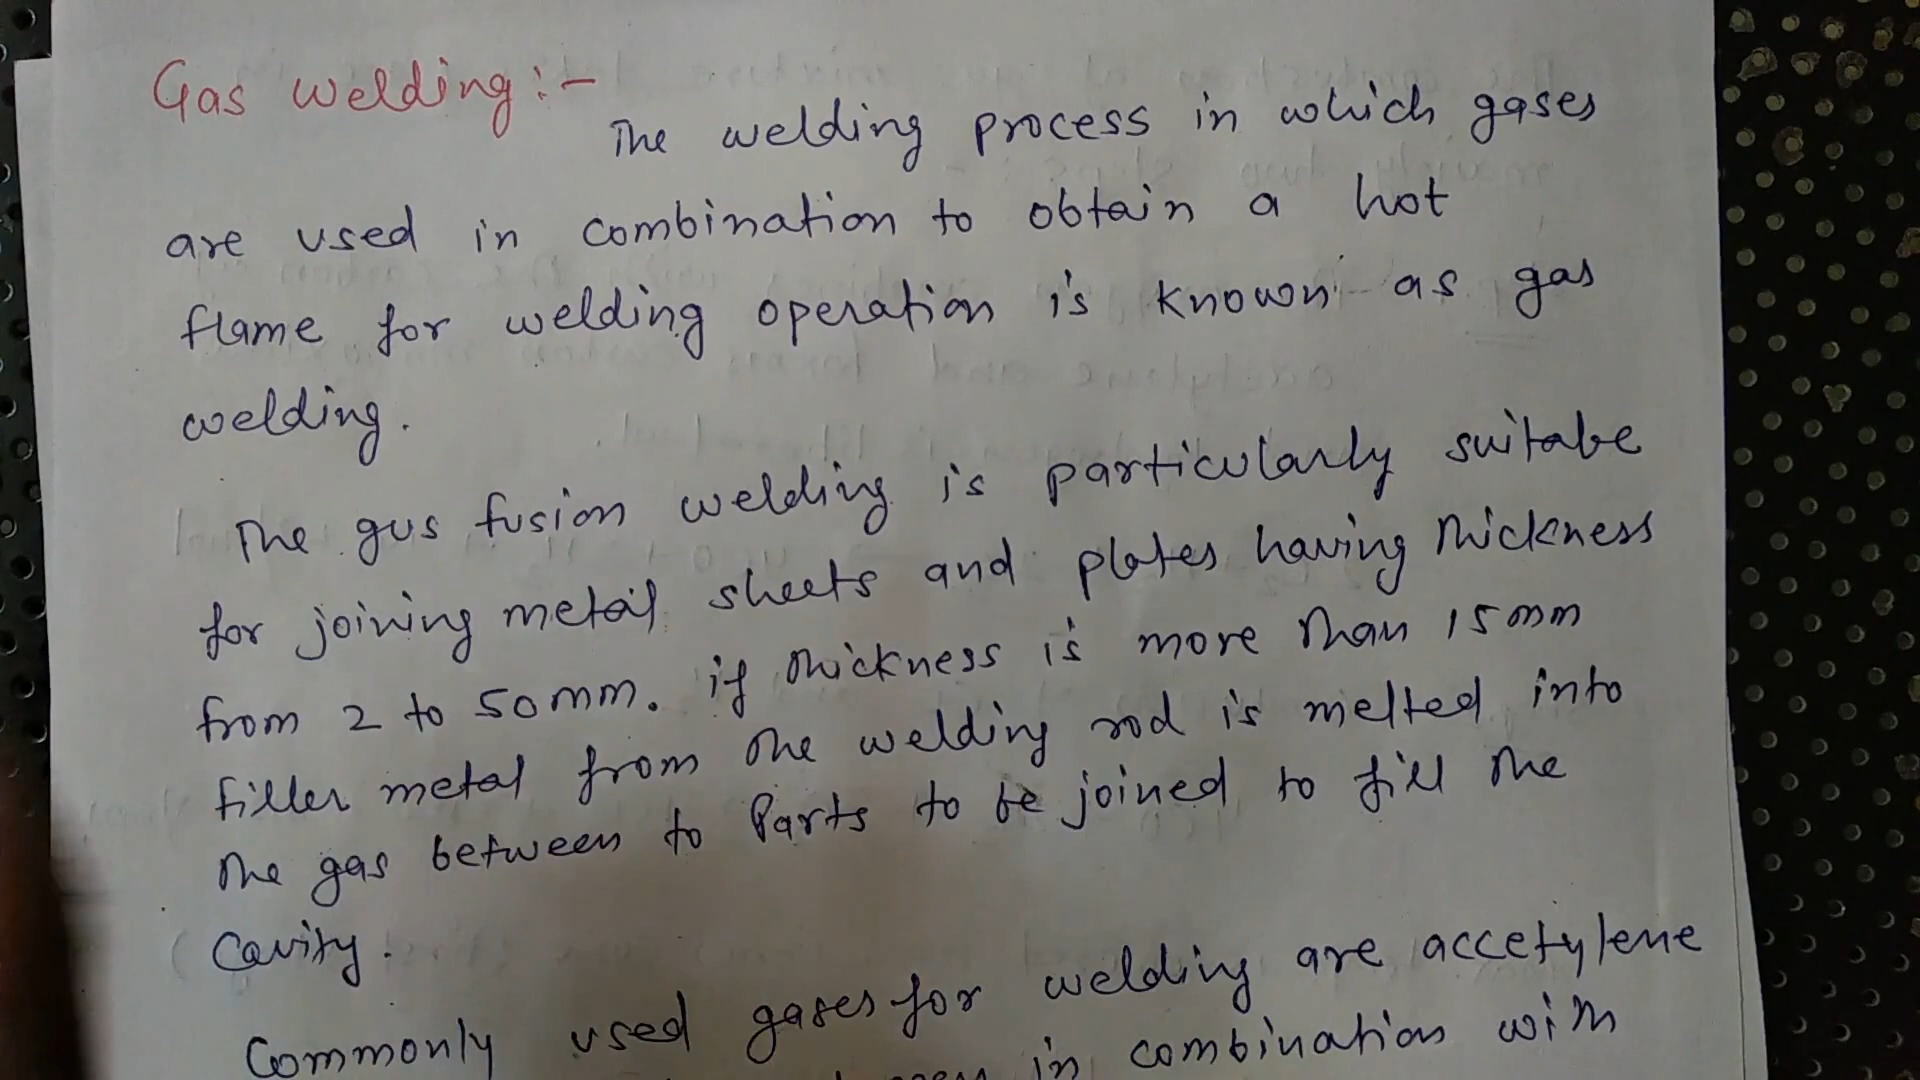 Gas welding:-
The welding process in which gases
are used in combination to obtain a hot
flame for welding operation is known as gas
welding.
The gus fusion welding is particularly suitabe
for joining metal sheets and plates having thickness
from 2 to 50mm. if thickness is more than 15mm
filler metal from the welding rod is melted into
the gas between to Parts to be joined to fill the
Cavity.
Commonly used gases for welding are accetylene
in combination with